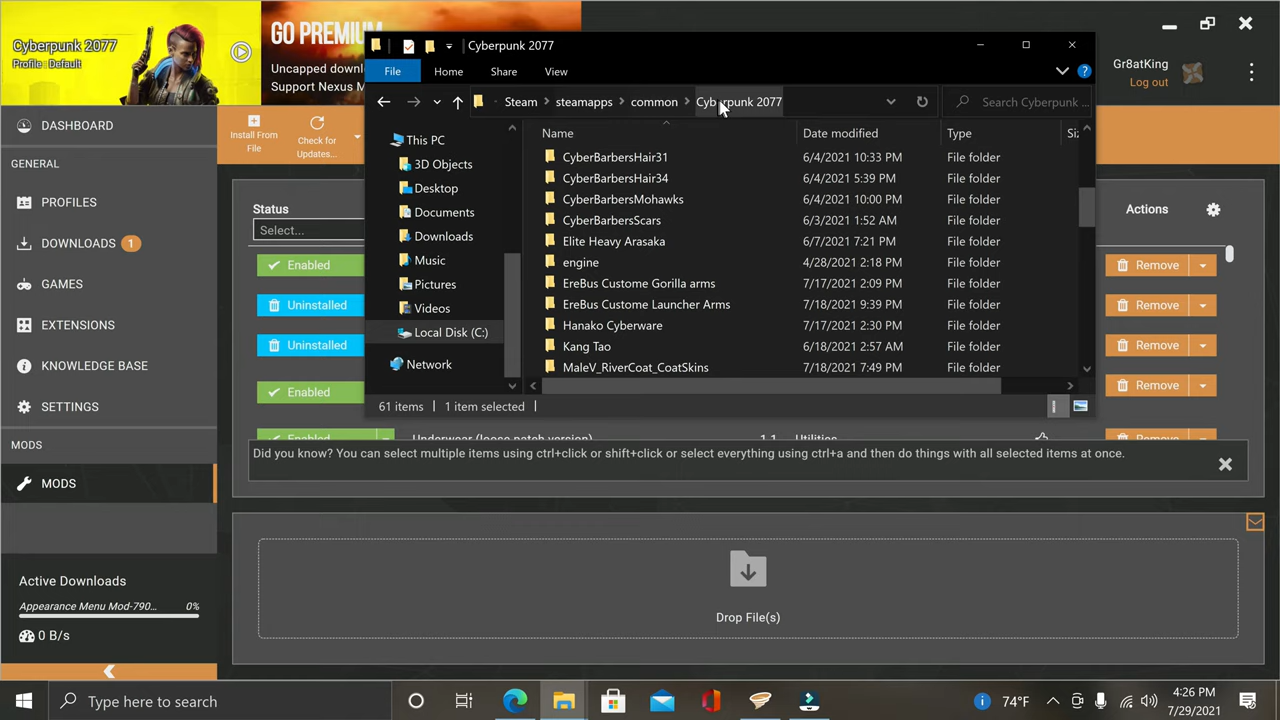 Cyberpunk 2077
Profile : Default
GO PREMIUM
Uncapped downl
Support Nexus M
Gr8atKing
Log out
DASHBOARD
GENERAL
PROFILES
DOWNLOADS 1
GAMES
EXTENSIONS
KNOWLEDGE BASE
SETTINGS
MODS
MODS
Active Downloads
Appearance Menu Mod-790... 0%
0 B/s
Install From File
Check for Updates...
Status
Select...
Enabled
Uninstalled
Uninstalled
Enabled
Enabled
Underwear (loose patch version) 1.1 Utilities
Actions
Remove
Remove
Remove
Remove
Remove
Cyberpunk 2077
File Home Share View
Steam steamapps common Cyberpunk 2077
Search Cyberpunk ...
This PC
3D Objects
Desktop
Documents
Downloads
Music
Pictures
Videos
Local Disk (C:)
Network
Name Date modified Type Siz
CyberBarbersHair31 6/4/2021 10:33 PM File folder
CyberBarbersHair34 6/4/2021 5:39 PM File folder
CyberBarbersMohawks 6/4/2021 10:00 PM File folder
CyberBarbersScars 6/3/2021 1:52 AM File folder
Elite Heavy Arasaka 6/7/2021 7:21 PM File folder
engine 4/28/2021 2:18 PM File folder
EreBus Custome Gorilla arms 7/17/2021 2:09 PM File folder
EreBus Custome Launcher Arms 7/18/2021 9:39 PM File folder
Hanako Cyberware 7/17/2021 2:30 PM File folder
Kang Tao 6/18/2021 2:57 AM File folder
MaleV_RiverCoat_CoatSkins 7/18/2021 7:49 PM File folder
61 items 1 item selected
Did you know? You can select multiple items using ctrl+click or shift+click or select everything using ctrl+a and then do things with all selected items at once.
Drop File(s)
Type here to search
74°F
4:26 PM
7/29/2021